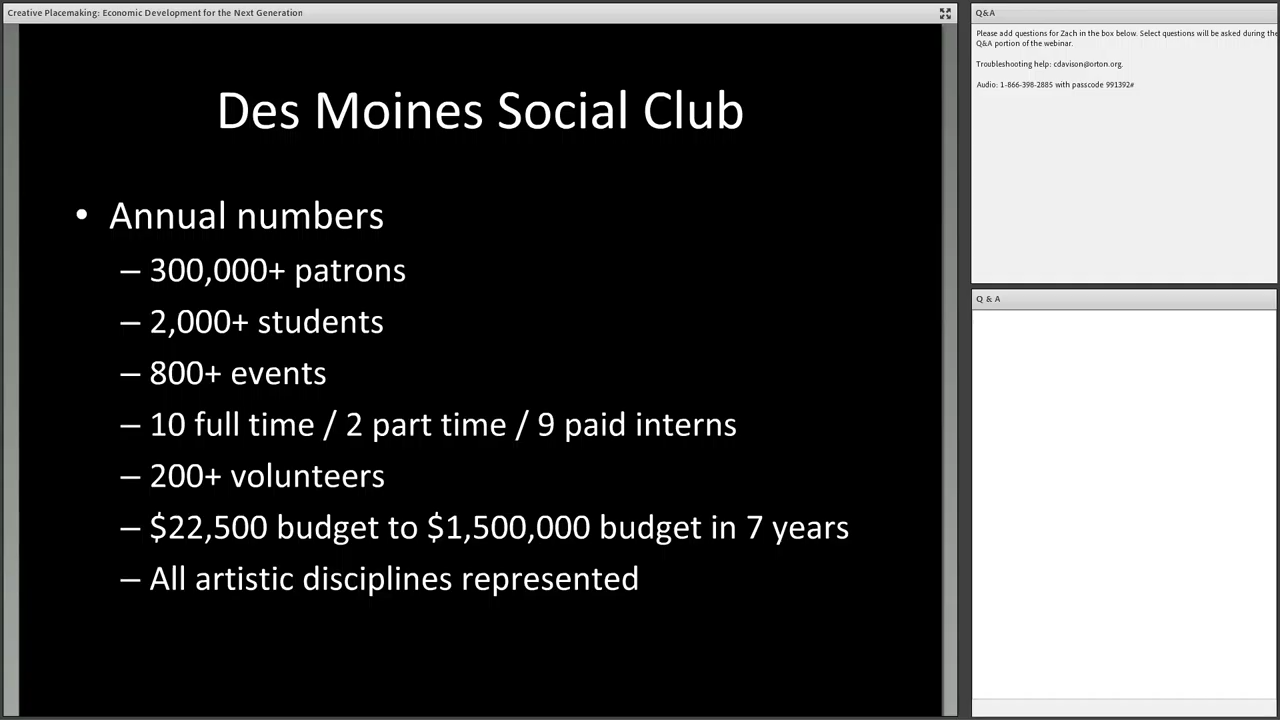 Creative Placemaking: Economic Development for the Next Generation
Des Moines Social Club
• Annual numbers
– 300,000+ patrons
– 2,000+ students
– 800+ events
– 10 full time / 2 part time / 9 paid interns
– 200+ volunteers
– $22,500 budget to $1,500,000 budget in 7 years
– All artistic disciplines represented
Q&A
Please add questions for Zach in the box below. Select questions will be asked during the
Q&A portion of the webinar.
Troubleshooting help: cdavison@orton.org.
Audio: 1-866-398-2885 with passcode 991392#
Q & A